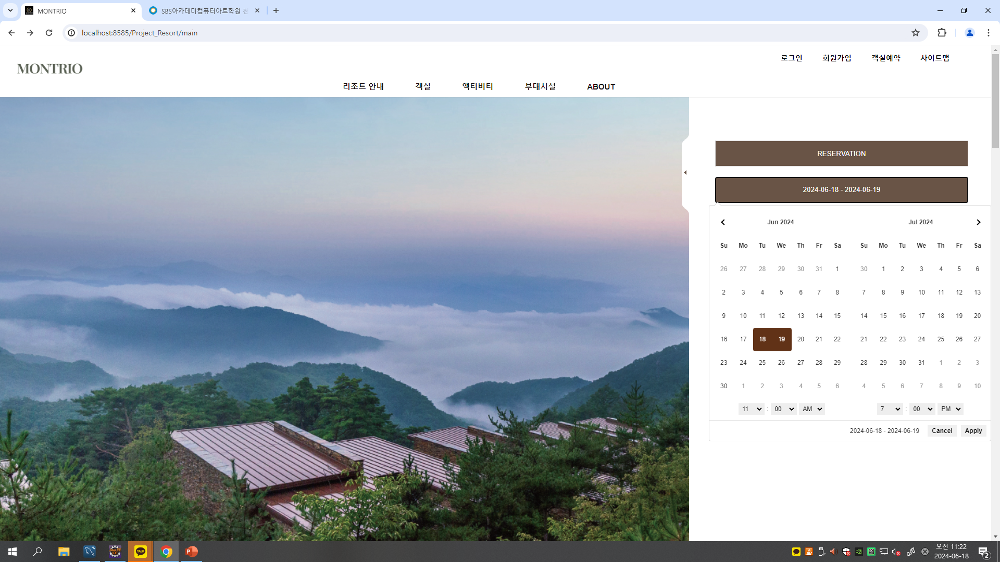 MONTRIO
SBS아카데미컴퓨터아트학원
localhost:8585/Project_Resort/main
로그인 회원가입 객실예약 사이트맵
MONTRIO
리조트 안내 객실 액티비티 부대시설 ABOUT
RESERVATION
2024-06-18 - 2024-06-19
Jun 2024 Jul 2024
Su Mo Tu We Th Fr Sa Su Mo Tu We Th Fr Sa
26 27 28 29 30 31 1 30 1 2 3 4 5 6
2 3 4 5 6 7 8 7 8 9 10 11 12 13
9 10 11 12 13 14 15 14 15 16 17 18 19 20
16 17 18 19 20 21 22 21 22 23 24 25 26 27
23 24 25 26 27 28 29 28 29 30 31 1 2 3
30 1 2 3 4 5 6 4 5 6 7 8 9 10
11 : 00 AM 7 : 00 PM
2024-06-18 - 2024-06-19 Cancel Apply
TALK
오전 11:22
2024-06-18
2